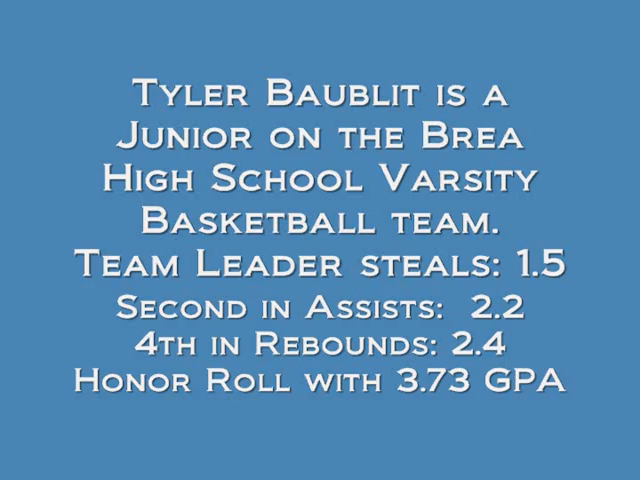 Tyler Baublit is a
Junior on the Brea
High School Varsity
Basketball team.
Team Leader steals: 1.5
Second in Assists: 2.2
4th in Rebounds: 2.4
Honor Roll with 3.73 GPA